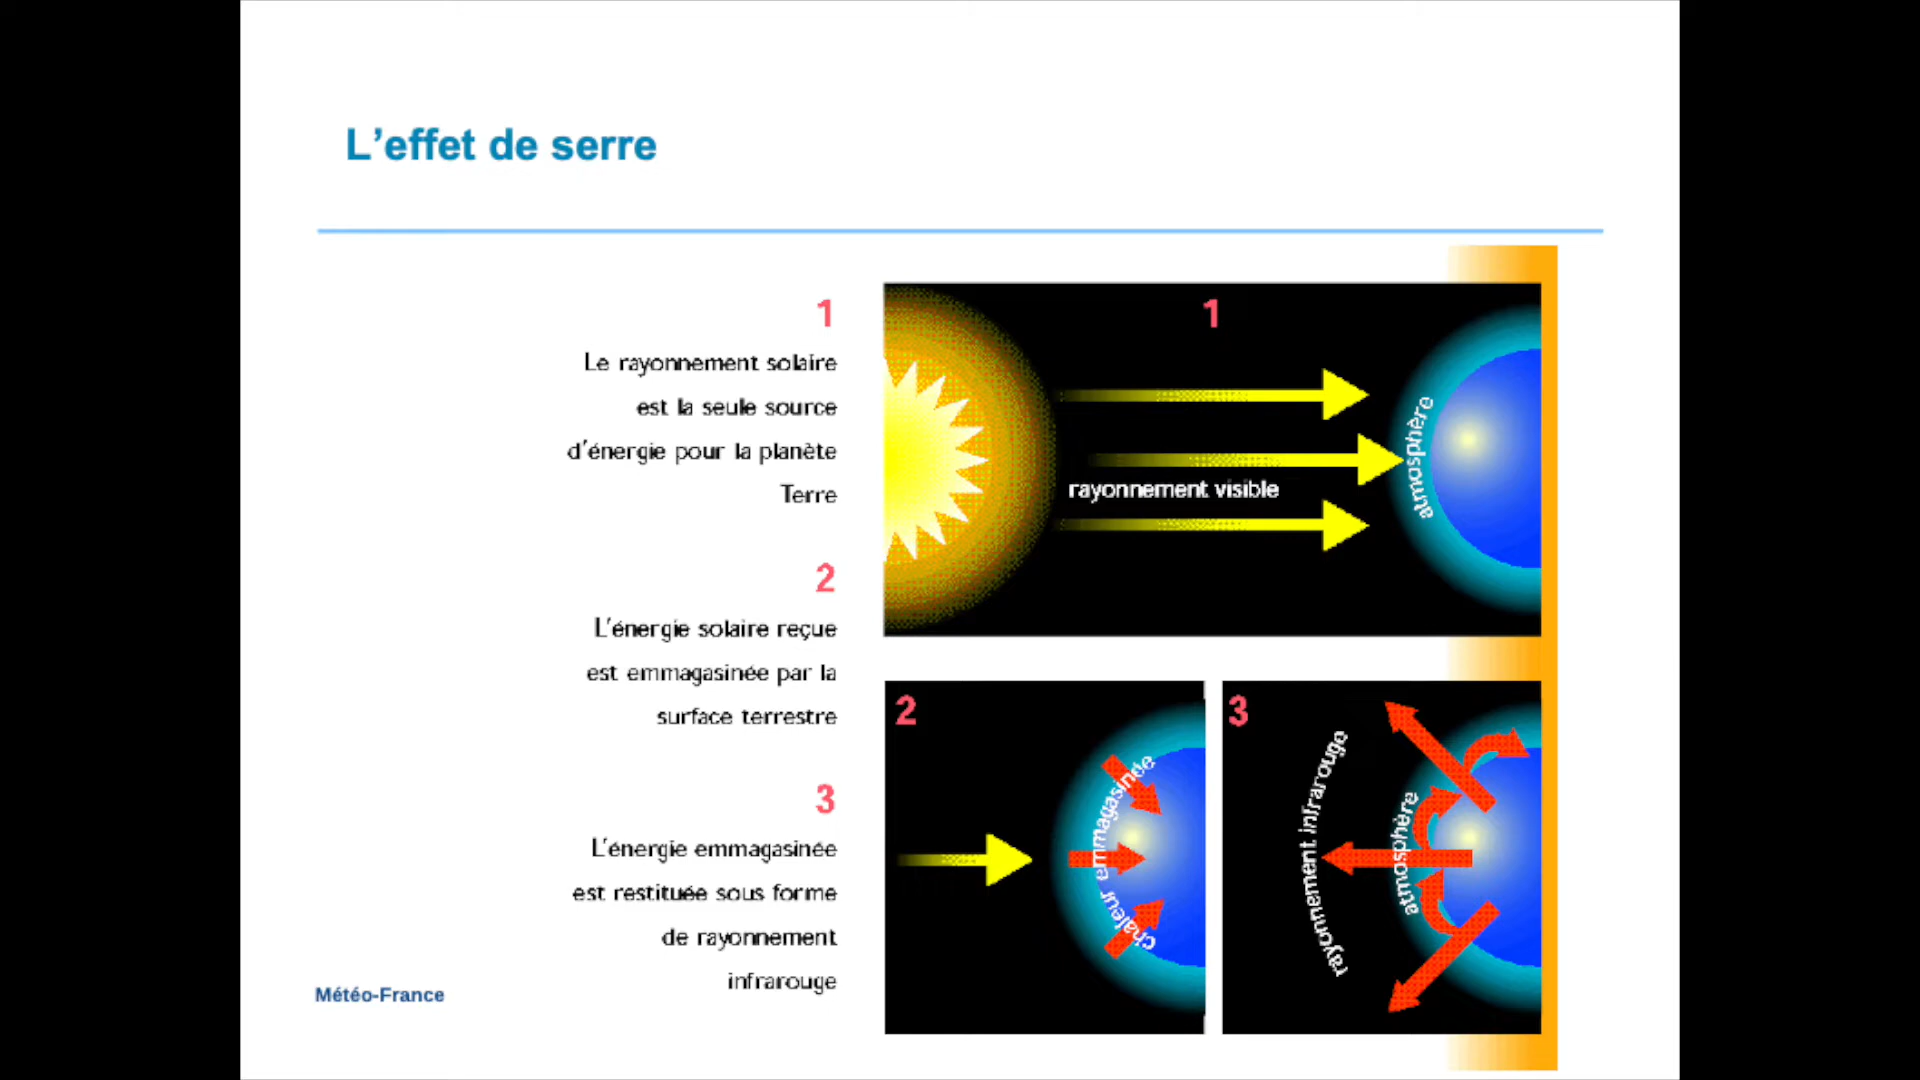 L’effet de serre
1
Le rayonnement solaire
est la seule source
d'énergie pour la planète
Terre
2
L'énergie solaire reçue
est emmagasinée par la
surface terrestre
3
L'énergie emmagasinée
est restituée sous forme
de rayonnement
infrarouge
Météo-France
1
rayonnement visible
atmosphère
2
chaleur emmagasinée
3
rayonnement infrarouge
atmosphère